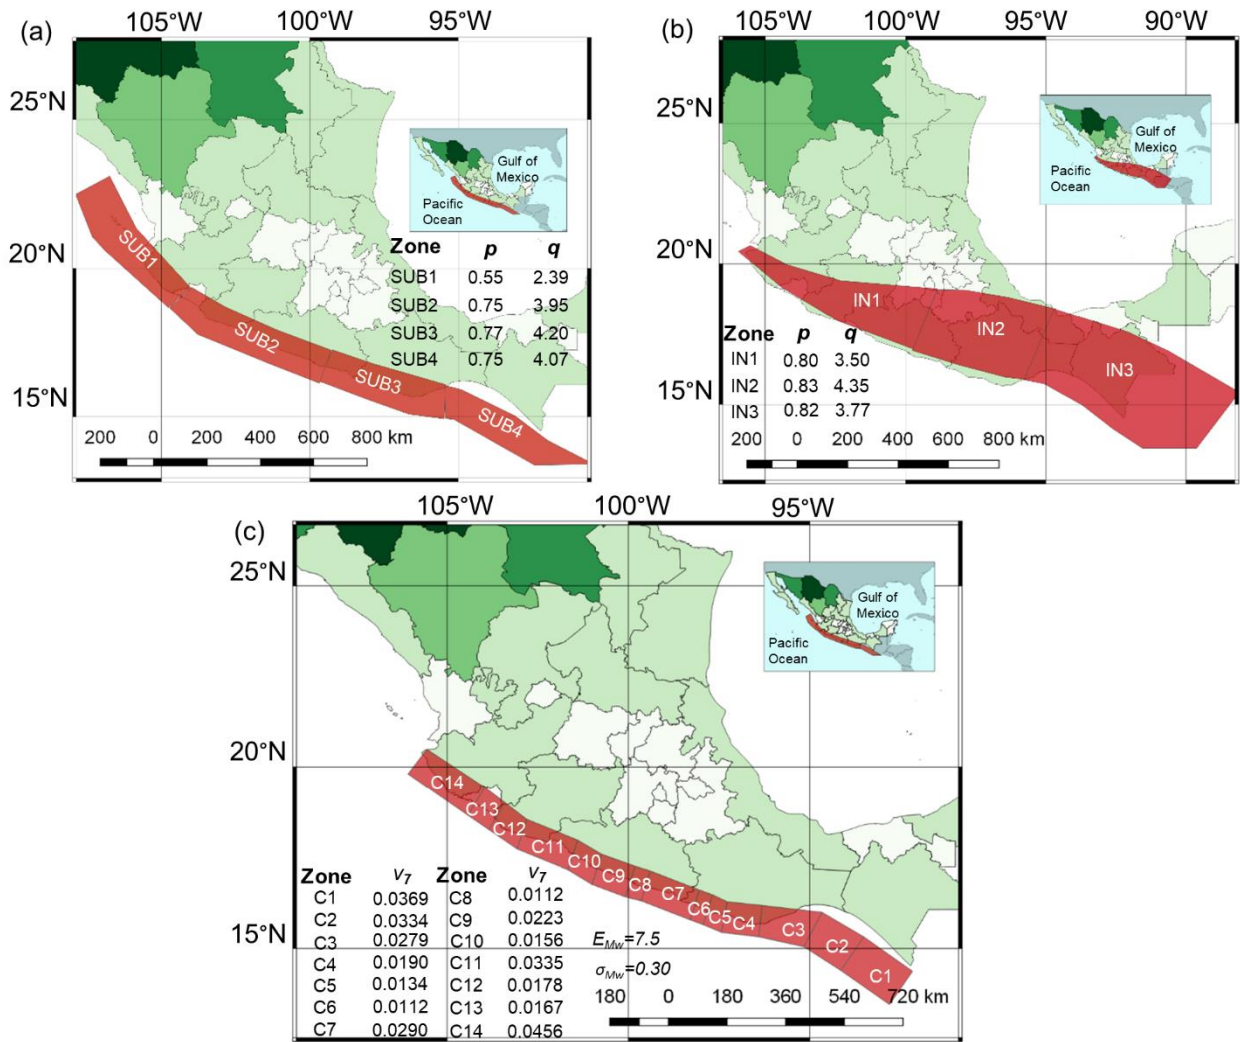 (a)
105°W 100°W 95°W
25°N
20°N
15°N
Gulf of
Mexico
Pacific
Ocean
Zone p q
SUB1 0.55 2.39
SUB2 0.75 3.95
SUB3 0.77 4.20
SUB4 0.75 4.07
SUB1
SUB2
SUB3
SUB4
200 0 200 400 600 800 km
(b)
105°W 100°W 95°W 90°W
25°N
20°N
15°N
Gulf of
Mexico
Pacific
Ocean
IN1
IN2
IN3
Zone p q
IN1 0.80 3.50
IN2 0.83 4.35
IN3 0.82 3.77
200 0 200 400 600 800 km
(c)
105°W 100°W 95°W
25°N
20°N
15°N
Gulf of
Mexico
Pacific
Ocean
C14
C13
C12
C11
C10
C9
C8
C7
C6
C5
C4
C3
C2
C1
Zone v7 Zone v7
C1 0.0369 C8 0.0112
C2 0.0334 C9 0.0223
C3 0.0279 C10 0.0156
C4 0.0190 C11 0.0335
C5 0.0134 C12 0.0178
C6 0.0112 C13 0.0167
C7 0.0290 C14 0.0456
EMw=7.5
σMw=0.30
180 0 180 360 540 720 km